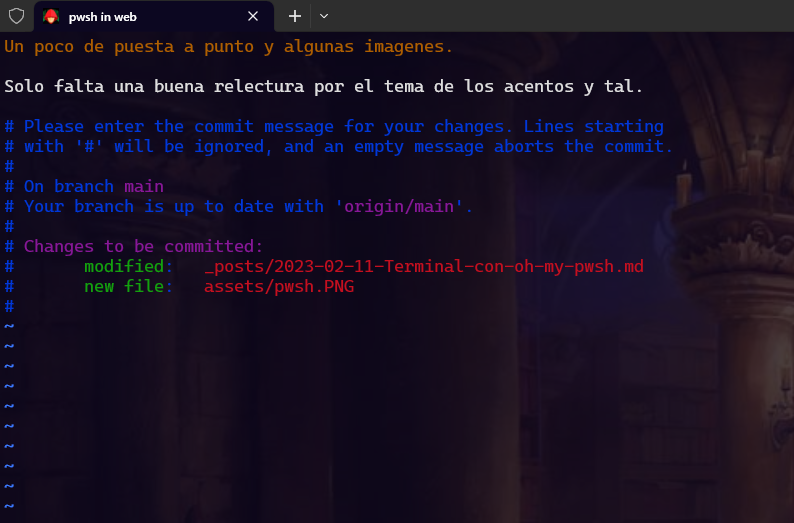 pwsh in web
Un poco de puesta a punto y algunas imagenes.
Solo falta una buena relectura por el tema de los acentos y tal.
# Please enter the commit message for your changes. Lines starting
# with '#' will be ignored, and an empty message aborts the commit.
#
# On branch main
# Your branch is up to date with 'origin/main'.
#
# Changes to be committed:
#       modified:   _posts/2023-02-11-Terminal-con-oh-my-pwsh.md
#       new file:   assets/pwsh.PNG
#
~
~
~
~
~
~
~
~
~
~